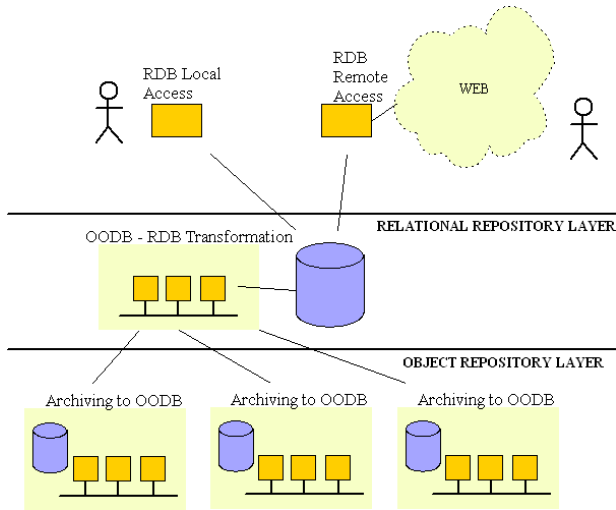 RDB Local
Access
RDB
Remote
Access
WEB
RELATIONAL REPOSITORY LAYER
OODB - RDB Transformation
OBJECT REPOSITORY LAYER
Archiving to OODB
Archiving to OODB
Archiving to OODB